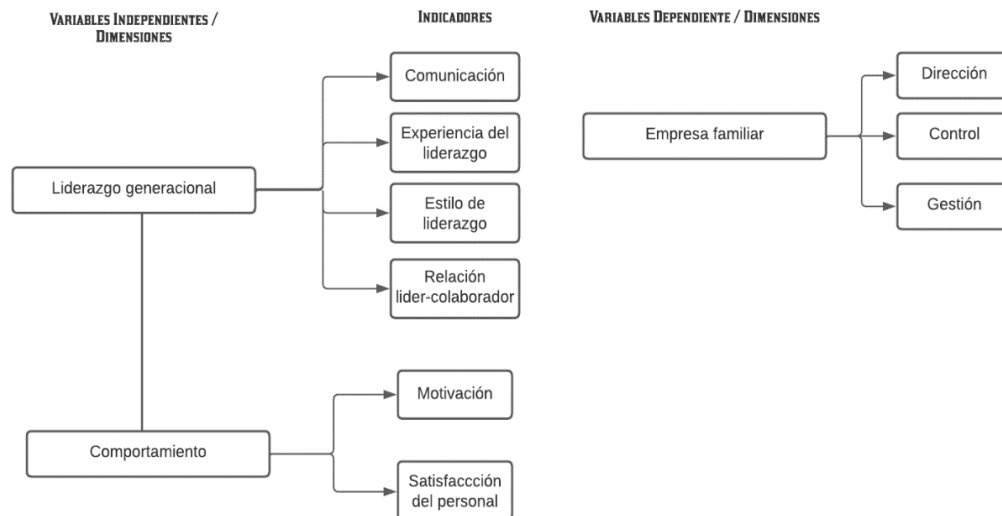 VARIABLES INDEPENDIENTES /
DIMENSIONES
INDICADORES
VARIABLES DEPENDIENTE / DIMENSIONES
Comunicación
Experiencia del
liderazgo
Liderazgo generacional
Estilo de
liderazgo
Relación
lider-colaborador
Motivación
Comportamiento
Satisfaccción
del personal
Empresa familiar
Dirección
Control
Gestión